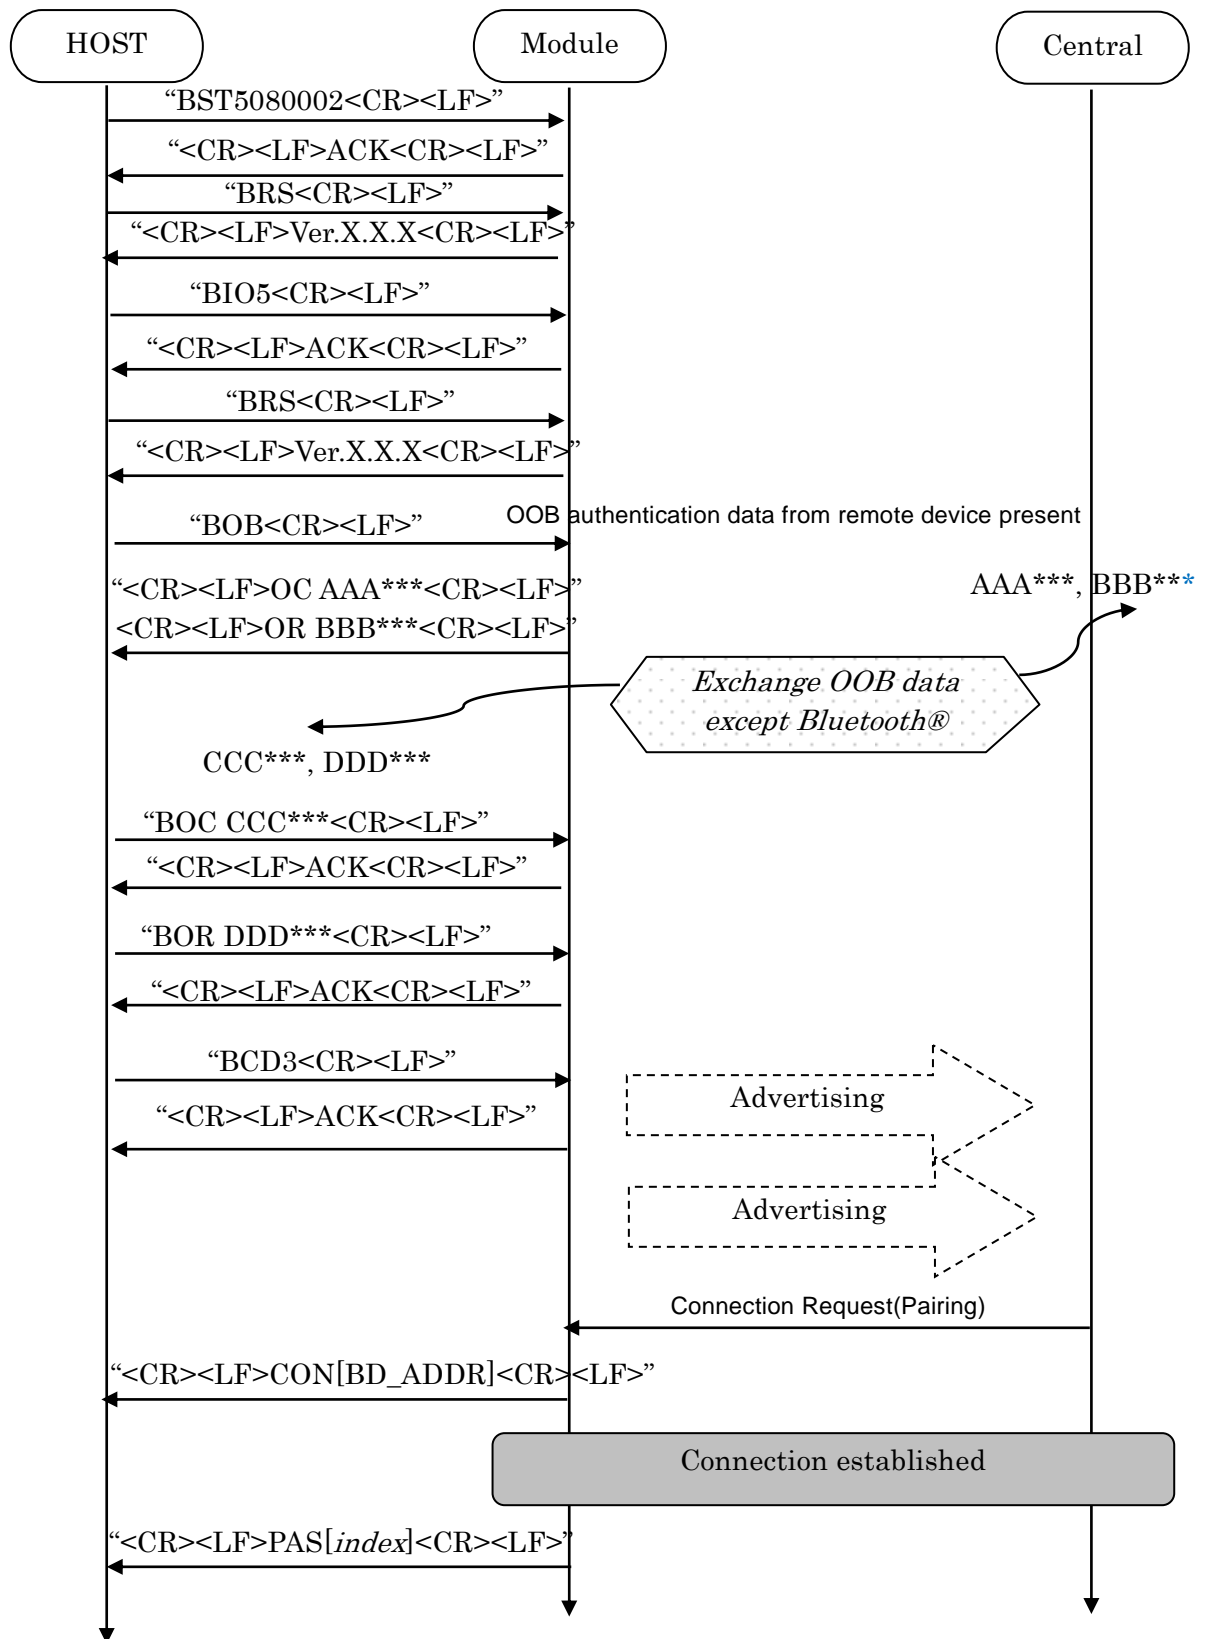 HOST
Module
Central
“BST5080002<CR><LF>”
“<CR><LF>ACK<CR><LF>”
“BRS<CR><LF>”
“<CR><LF>Ver.X.X.X<CR><LF>”
“BIO5<CR><LF>”
“<CR><LF>ACK<CR><LF>”
“BRS<CR><LF>”
“<CR><LF>Ver.X.X.X<CR><LF>”
“BOB<CR><LF>”
OOB authentication data from remote device present
“<CR><LF>OC AAA***<CR><LF>”
AAA***, BBB***
<CR><LF>OR BBB***<CR><LF>”
Exchange OOB data
except Bluetooth®
CCC***, DDD***
“BOC CCC***<CR><LF>”
“<CR><LF>ACK<CR><LF>”
“BOR DDD***<CR><LF>”
“<CR><LF>ACK<CR><LF>”
“BCD3<CR><LF>”
Advertising
“<CR><LF>ACK<CR><LF>”
Advertising
Connection Request(Pairing)
“<CR><LF>CON[BD_ADDR]<CR><LF>”
Connection established
“<CR><LF>PAS[index]<CR><LF>”